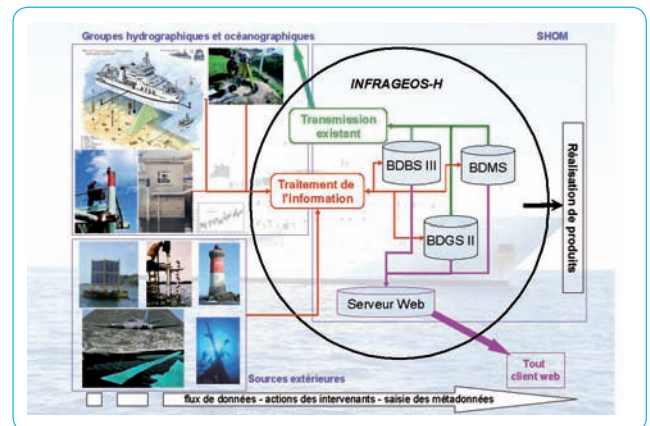 Groupes hydrographiques et océanographiques
SHOM
INFRAGEOS-H
Transmission
existant
BDBS III
BDMS
Traitement de
l'information
BDGS II
Réalisation de produits
Serveur Web
Tout
client web
Sources extérieures
flux de données - actions des intervenants - saisie des métadonnées